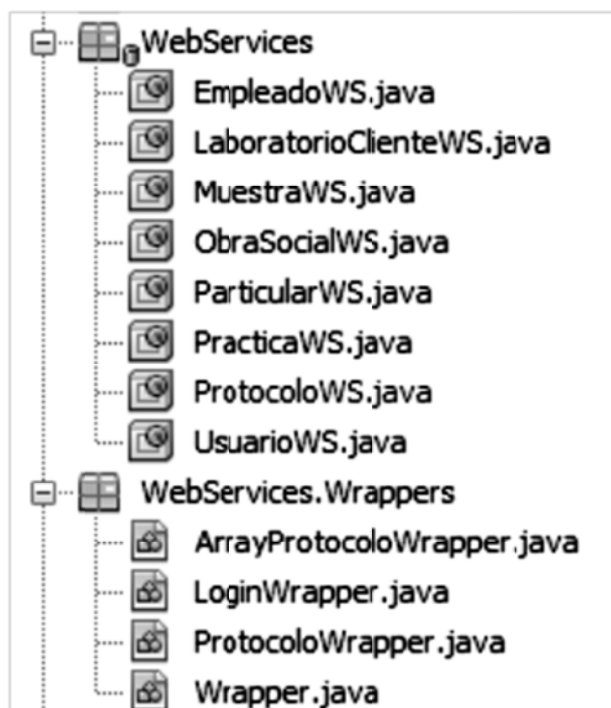 WebServices
EmpleadoWS.java
LaboratorioClienteWS.java
MuestraWS.java
ObraSocialWS.java
ParticularWS.java
PracticaWS.java
ProtocoloWS.java
UsuarioWS.java
WebServices.Wrappers
ArrayProtocoloWrapper.java
LoginWrapper.java
ProtocoloWrapper.java
Wrapper.java